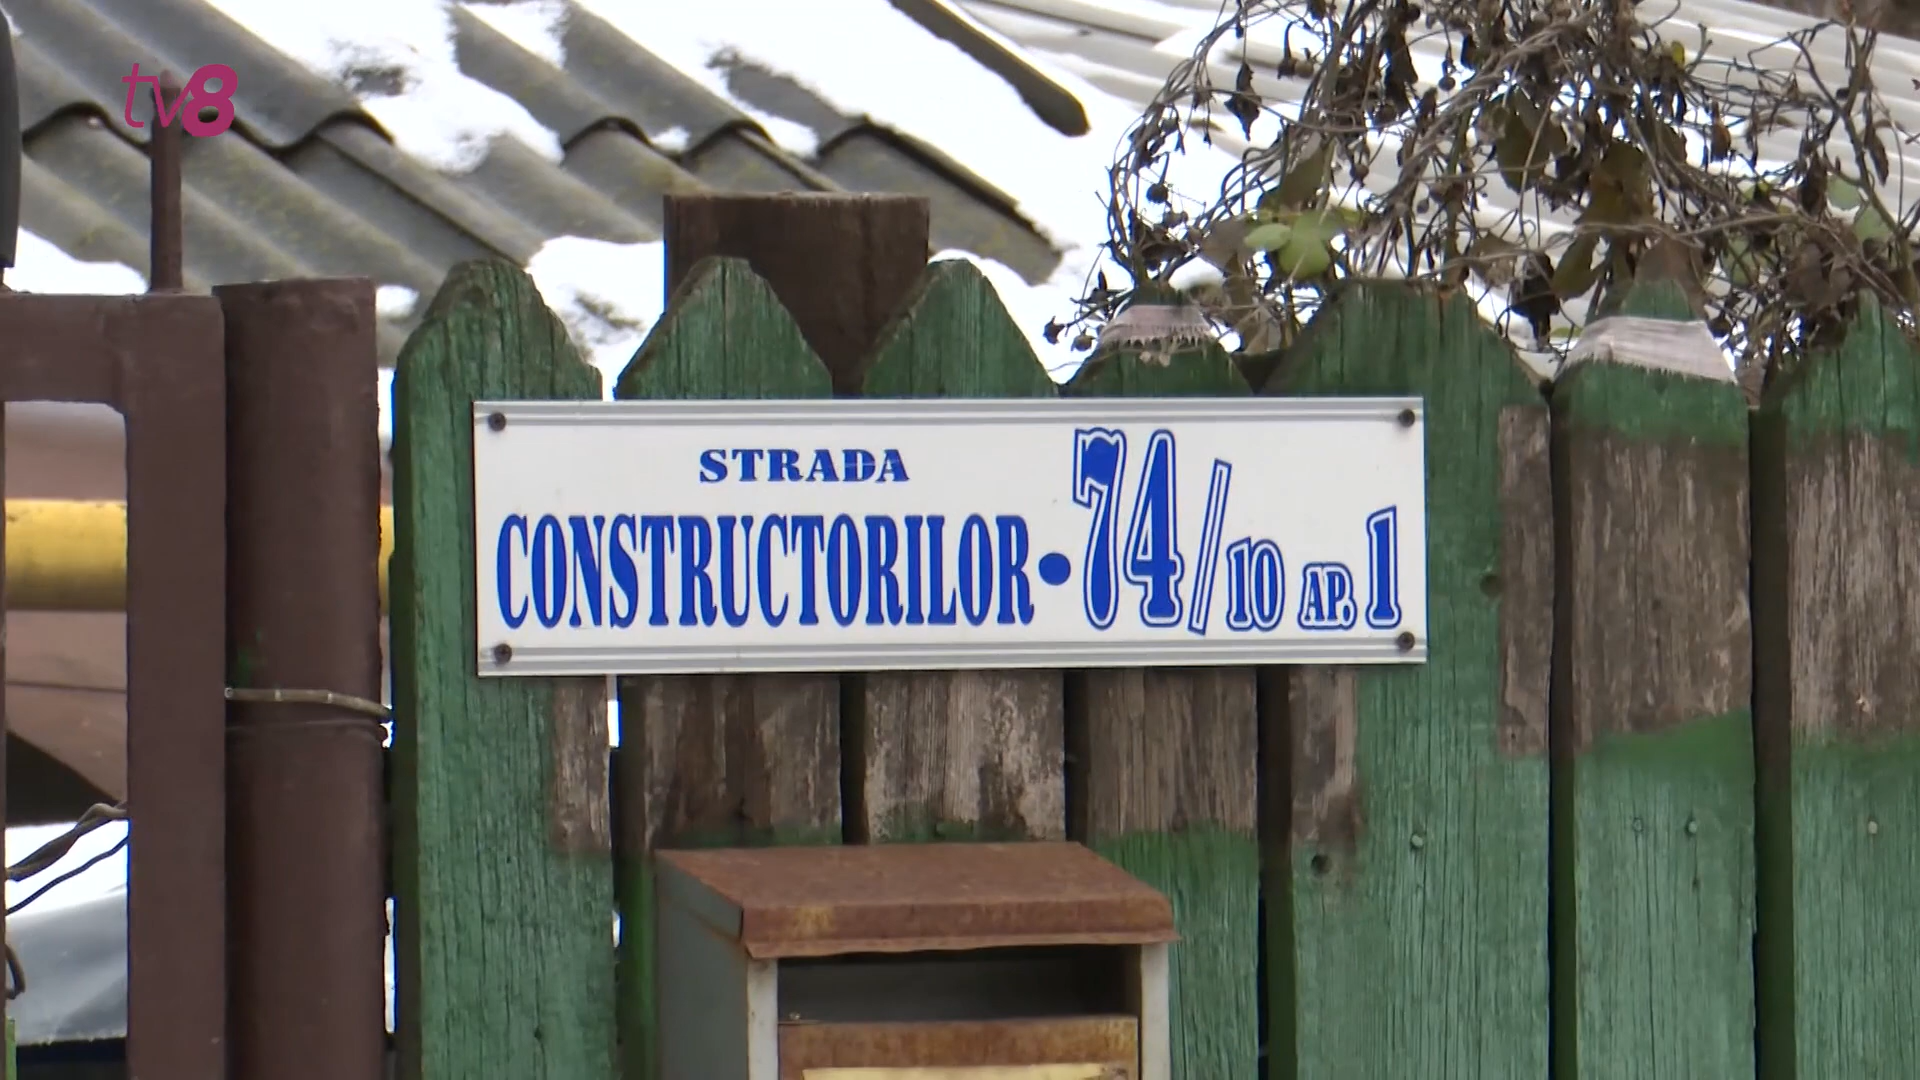 tv8
STRADA
CONSTRUCTORILOR • 74/10 AP. 1